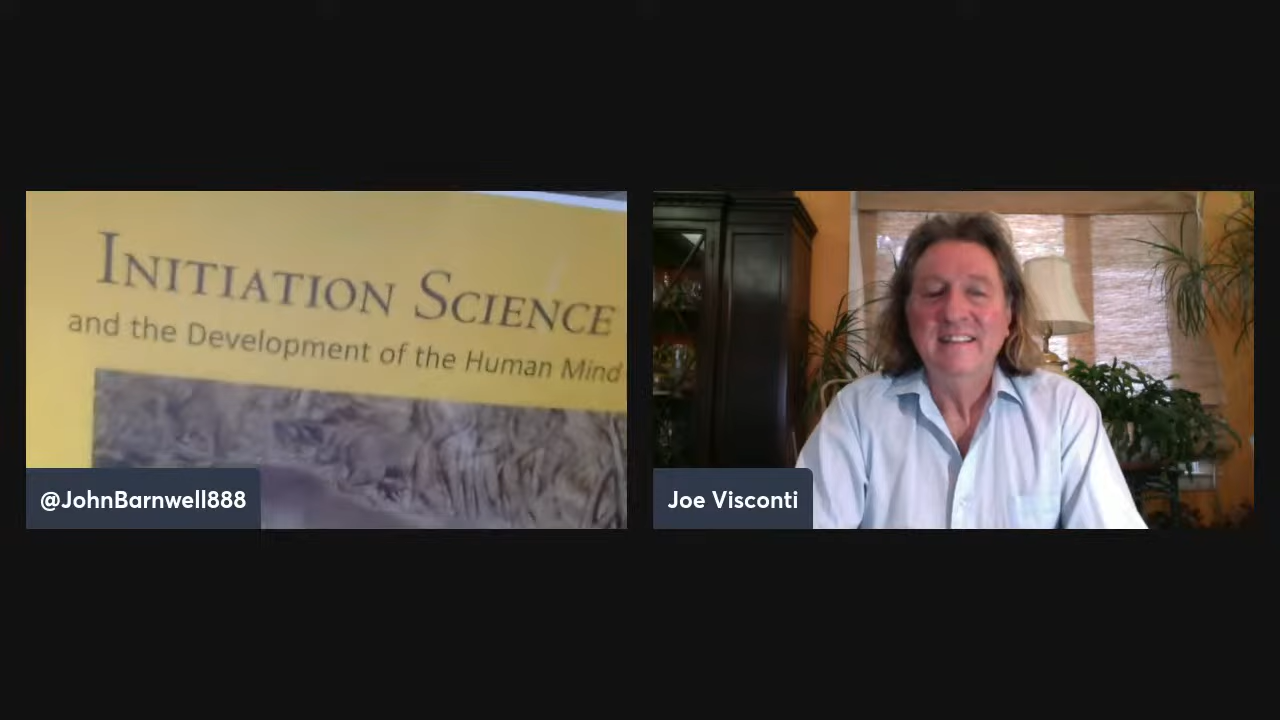 INITIATION SCIENCE
and the Development of the Human Mind
@JohnBarnwell888
Joe Visconti